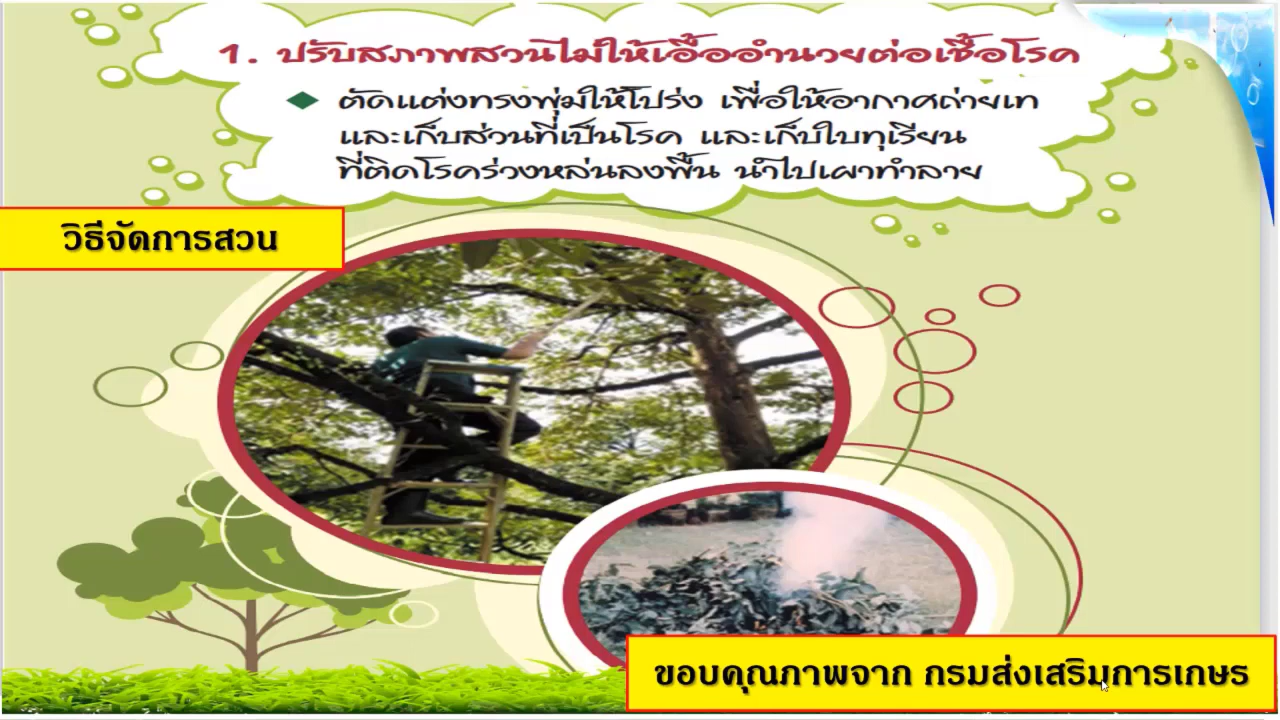 1. ปรับสภาพสวนไม่ให้เอื้ออำนวยต่อเชื้อโรค
ตัดแต่งทรงพุ่มให้โปร่ง เพื่อให้อากาศถ่ายเท
และเก็บส่วนที่เป็นโรค และเก็บใบทุเรียน
ที่ติดโรคร่วงหล่นลงพื้น นำไปเผาทำลาย
วิธีจัดการสวน
ขอบคุณภาพจาก กรมส่งเสริมการเกษร